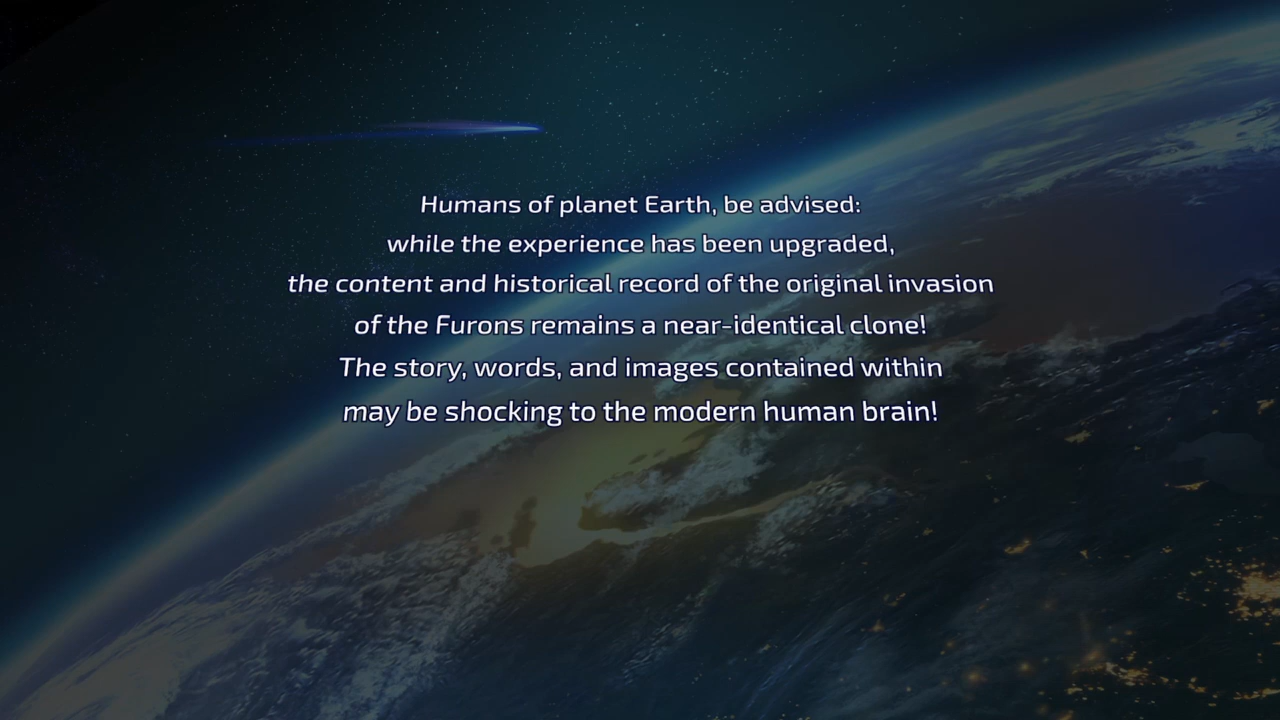 Humans of planet Earth, be advised:
while the experience has been upgraded,
the content and historical record of the original invasion
of the Furons remains a near-identical clone!
The story, words, and images contained within
may be shocking to the modern human brain!